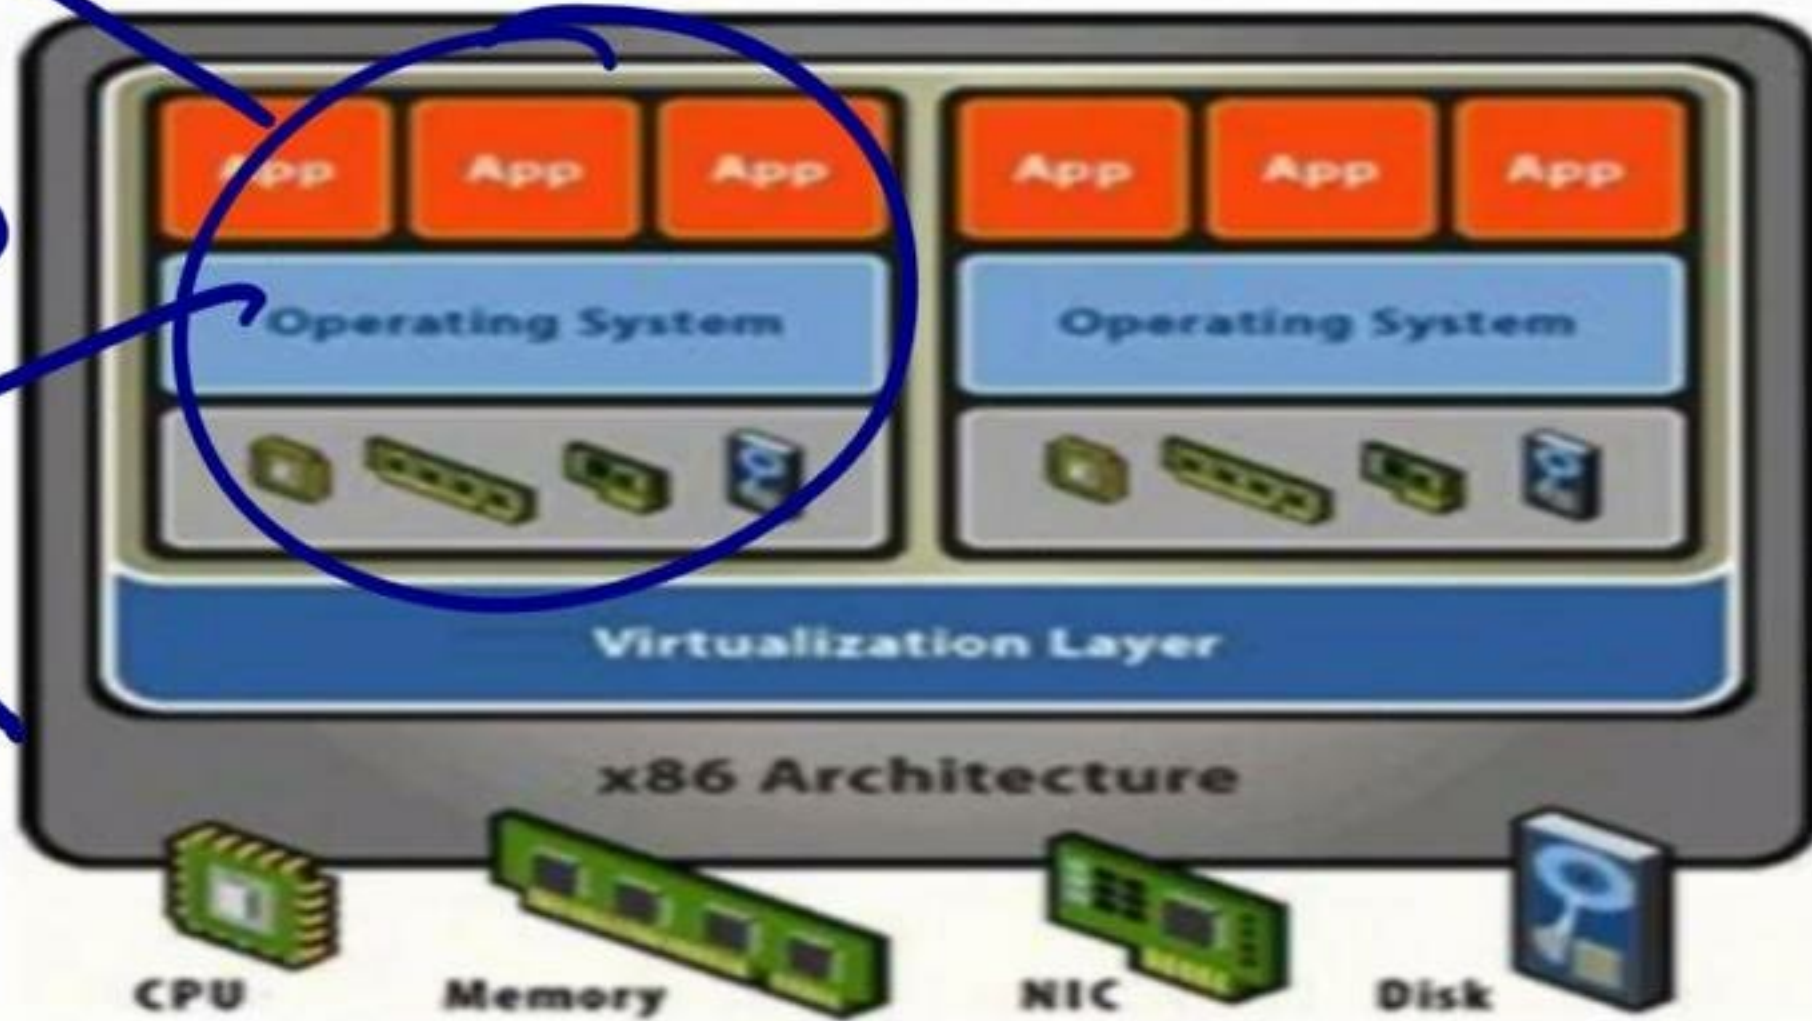 App App App App App App
Operating System Operating System
Virtualization Layer
x86 Architecture
CPU Memory NIC Disk